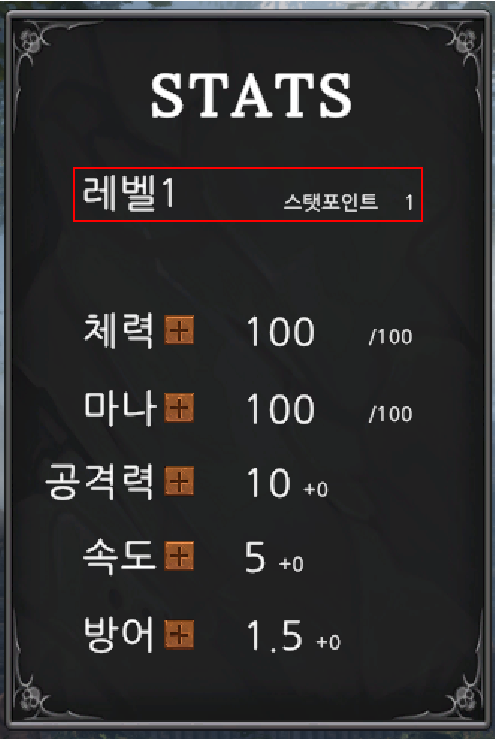 STATS
레벨1 스탯포인트 1
체력 + 100 /100
마나 + 100 /100
공격력 + 10 +0
속도 + 5 +0
방어 + 1.5 +0